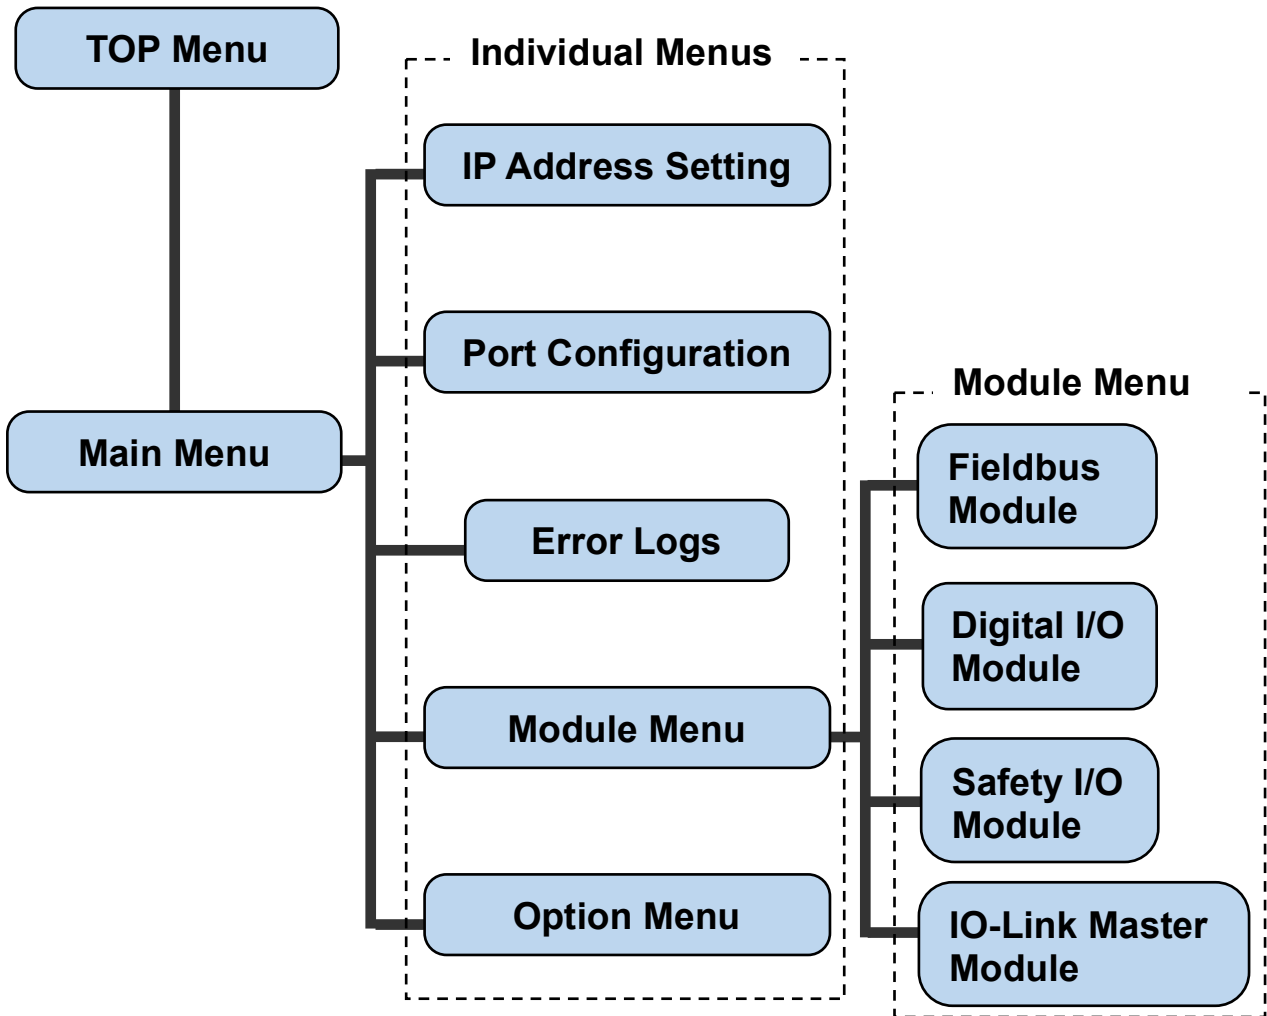 TOP Menu
Individual Menus
IP Address Setting
Port Configuration
Main Menu
Error Logs
Module Menu
Option Menu
Module Menu
Fieldbus
Module
Digital I/O
Module
Safety I/O
Module
IO-Link Master
Module